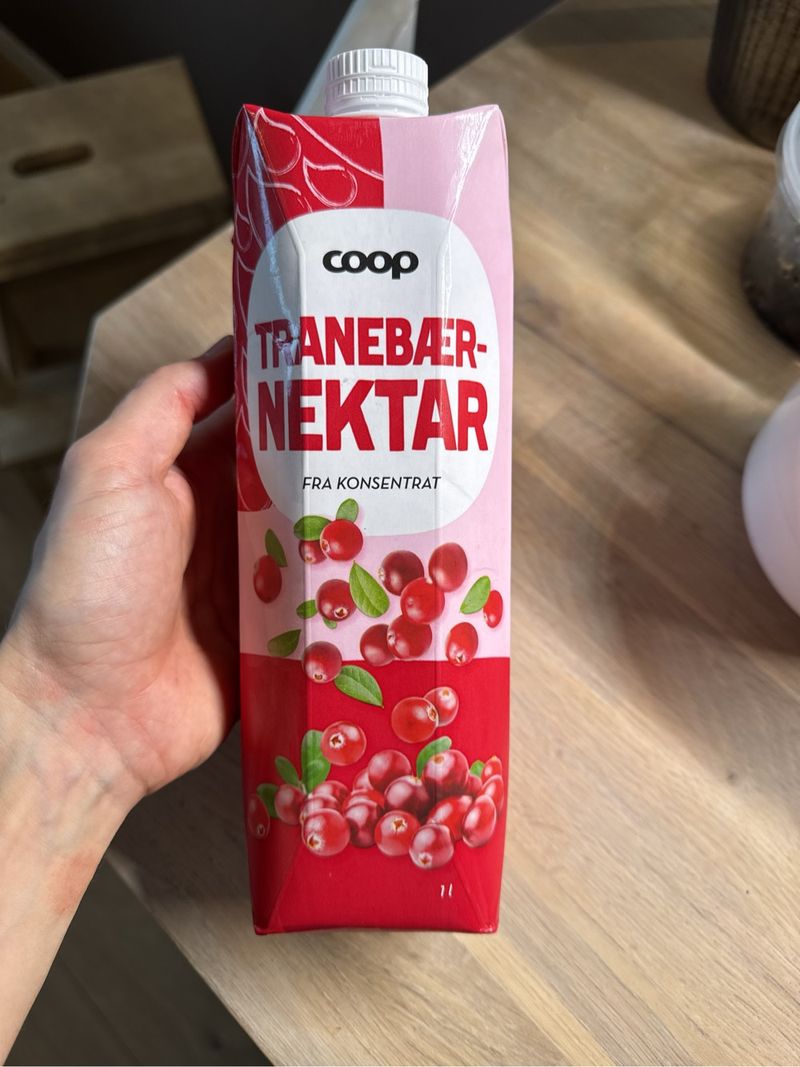 coop
TRANEBÆR-
NEKTAR
FRA KONSENTRAT
1 l